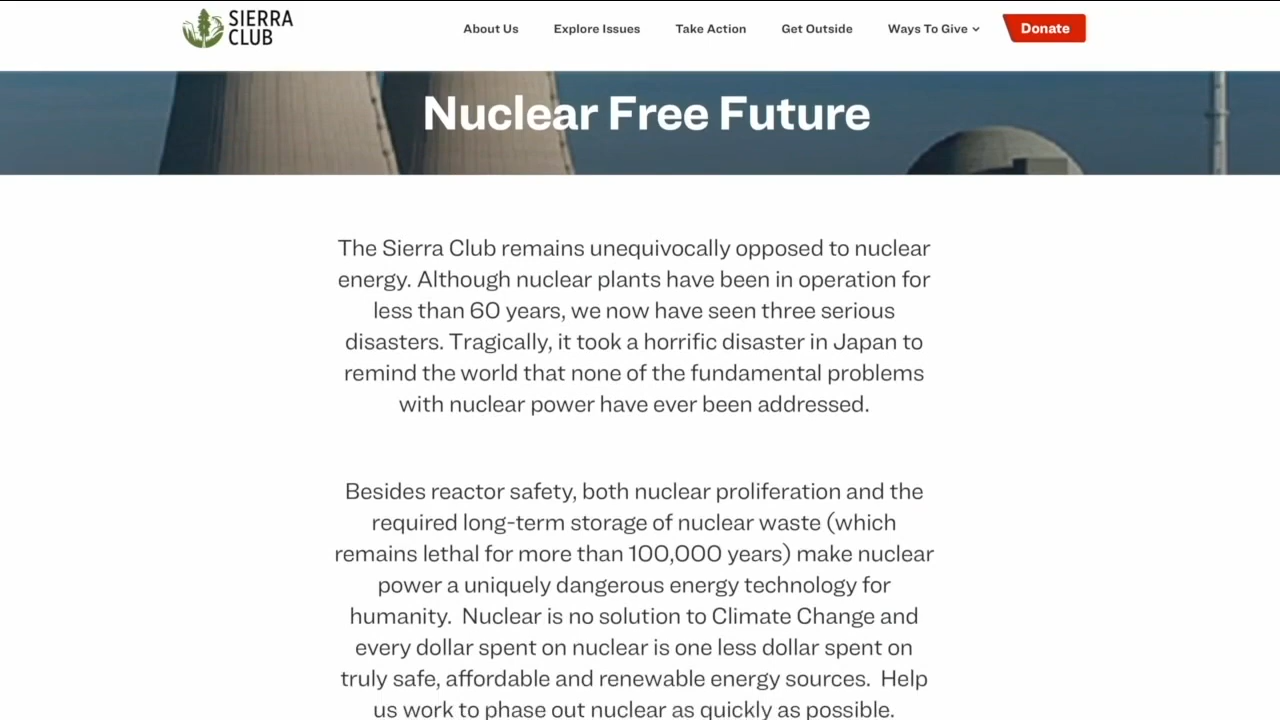 SIERRA
CLUB
About Us Explore Issues Take Action Get Outside Ways To Give Donate
Nuclear Free Future
The Sierra Club remains unequivocally opposed to nuclear
energy. Although nuclear plants have been in operation for
less than 60 years, we now have seen three serious
disasters. Tragically, it took a horrific disaster in Japan to
remind the world that none of the fundamental problems
with nuclear power have ever been addressed.
Besides reactor safety, both nuclear proliferation and the
required long-term storage of nuclear waste (which
remains lethal for more than 100,000 years) make nuclear
power a uniquely dangerous energy technology for
humanity.  Nuclear is no solution to Climate Change and
every dollar spent on nuclear is one less dollar spent on
truly safe, affordable and renewable energy sources.  Help
us work to phase out nuclear as quickly as possible.